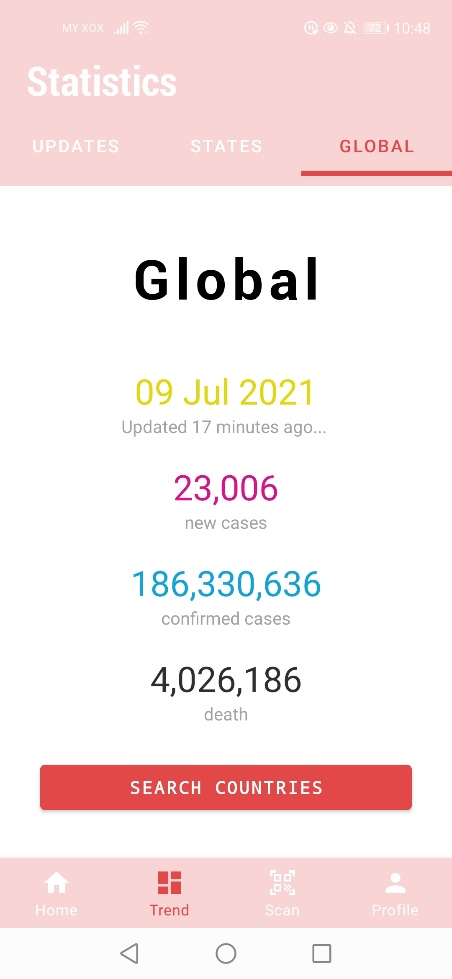 MY XOX
72
10:48
Statistics
UPDATES
STATES
GLOBAL
Global
09 Jul 2021
Updated 17 minutes ago...
23,006
new cases
186,330,636
confirmed cases
4,026,186
death
SEARCH COUNTRIES
Home
Trend
Scan
Profile